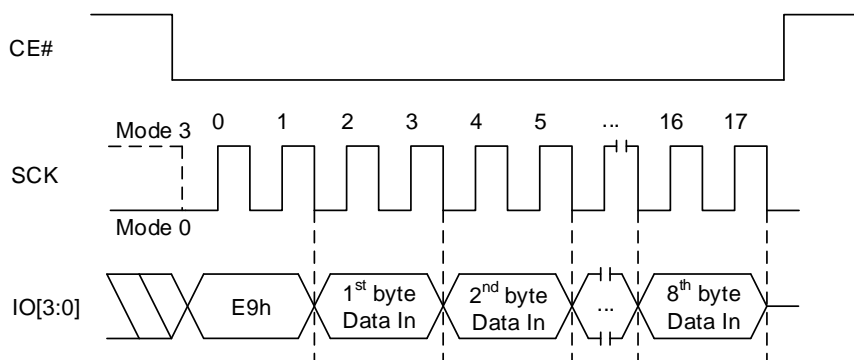 CE#
0 1 2 3 4 5 ... 16 17
Mode 3
SCK
Mode 0
IO[3:0]
E9h
1st byte
Data In
2nd byte
Data In
...
8th byte
Data In